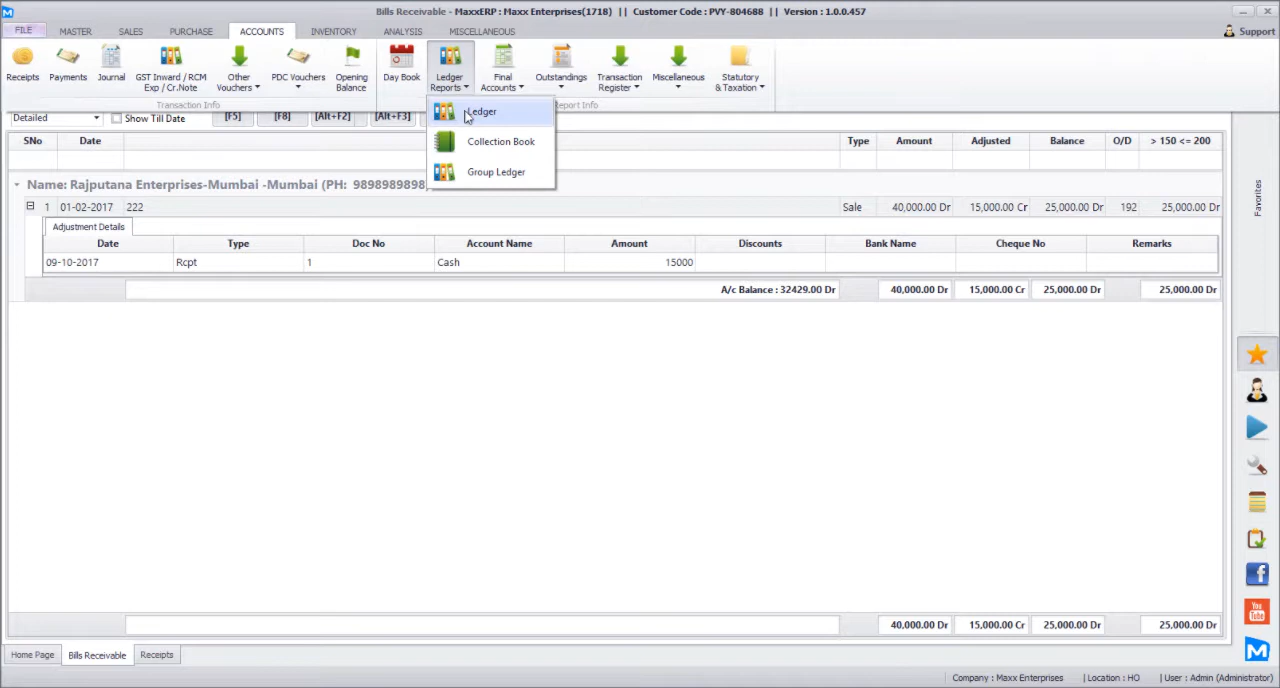 Bills Receivable - MaxxERP : Maxx Enterprises(1718) || Customer Code : PVY-804688 || Version : 1.0.0.457
FILE MASTER SALES PURCHASE ACCOUNTS INVENTORY ANALYSIS MISCELLANEOUS Support
Receipts Payments Journal GST Inward / RCM Exp / Cr.Note Other Vouchers PDC Vouchers Opening Balance Day Book Ledger Reports Final Accounts Outstandings Transaction Register Miscellaneous Statutory & Taxation
Transaction Info Report Info
Ledger
Collection Book
Group Ledger
Detailed Show Till Date [F5] [F8] [Alt+F2] [Alt+F3]
SNo Date Type Amount Adjusted Balance O/D > 150 <= 200
Name: Rajputana Enterprises-Mumbai -Mumbai (PH: 9898989898
1 01-02-2017 222 Sale 40,000.00 Dr 15,000.00 Cr 25,000.00 Dr 192 25,000.00 Dr
Adjustment Details
Date Type Doc No Account Name Amount Discounts Bank Name Cheque No Remarks
09-10-2017 Rcpt 1 Cash 15000
A/c Balance : 32429.00 Dr 40,000.00 Dr 15,000.00 Cr 25,000.00 Dr 25,000.00 Dr
Favorites
You Tube
40,000.00 Dr 15,000.00 Cr 25,000.00 Dr 25,000.00 Dr
Home Page Bills Receivable Receipts
Company : Maxx Enterprises | Location : HO | User : Admin (Administrator)